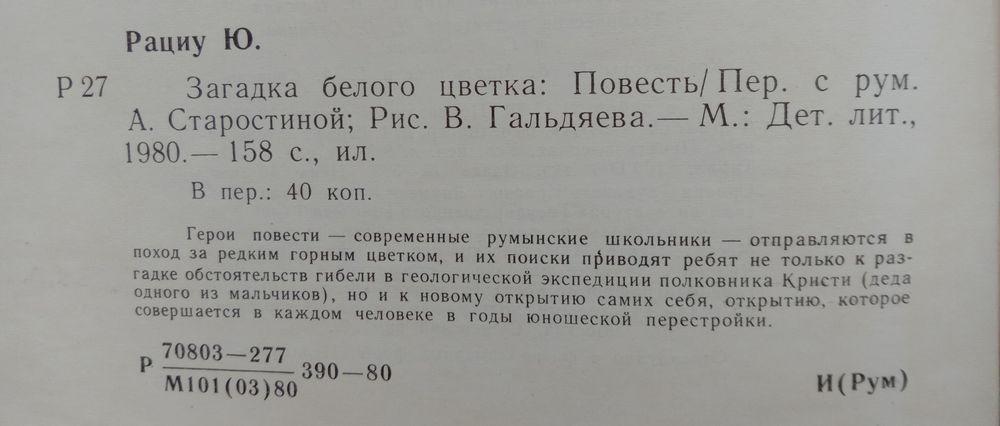 Рациу Ю.
Р 27 Загадка белого цветка: Повесть/ Пер. с рум.
А. Старостиной; Рис. В. Гальдяева.— М.: Дет. лит.,
1980.— 158 с., ил.
В пер.: 40 коп.
Герои повести — современные румынские школьники — отправляются в
поход за редким горным цветком, и их поиски приводят ребят не только к раз-
гадке обстоятельств гибели в геологической экспедиции полковника Кристи (деда
одного из мальчиков), но и к новому открытию самих себя, открытию, которое
совершается в каждом человеке в годы юношеской перестройки.
Р 70803—277
М101(03)80 390—80
И(Рум)